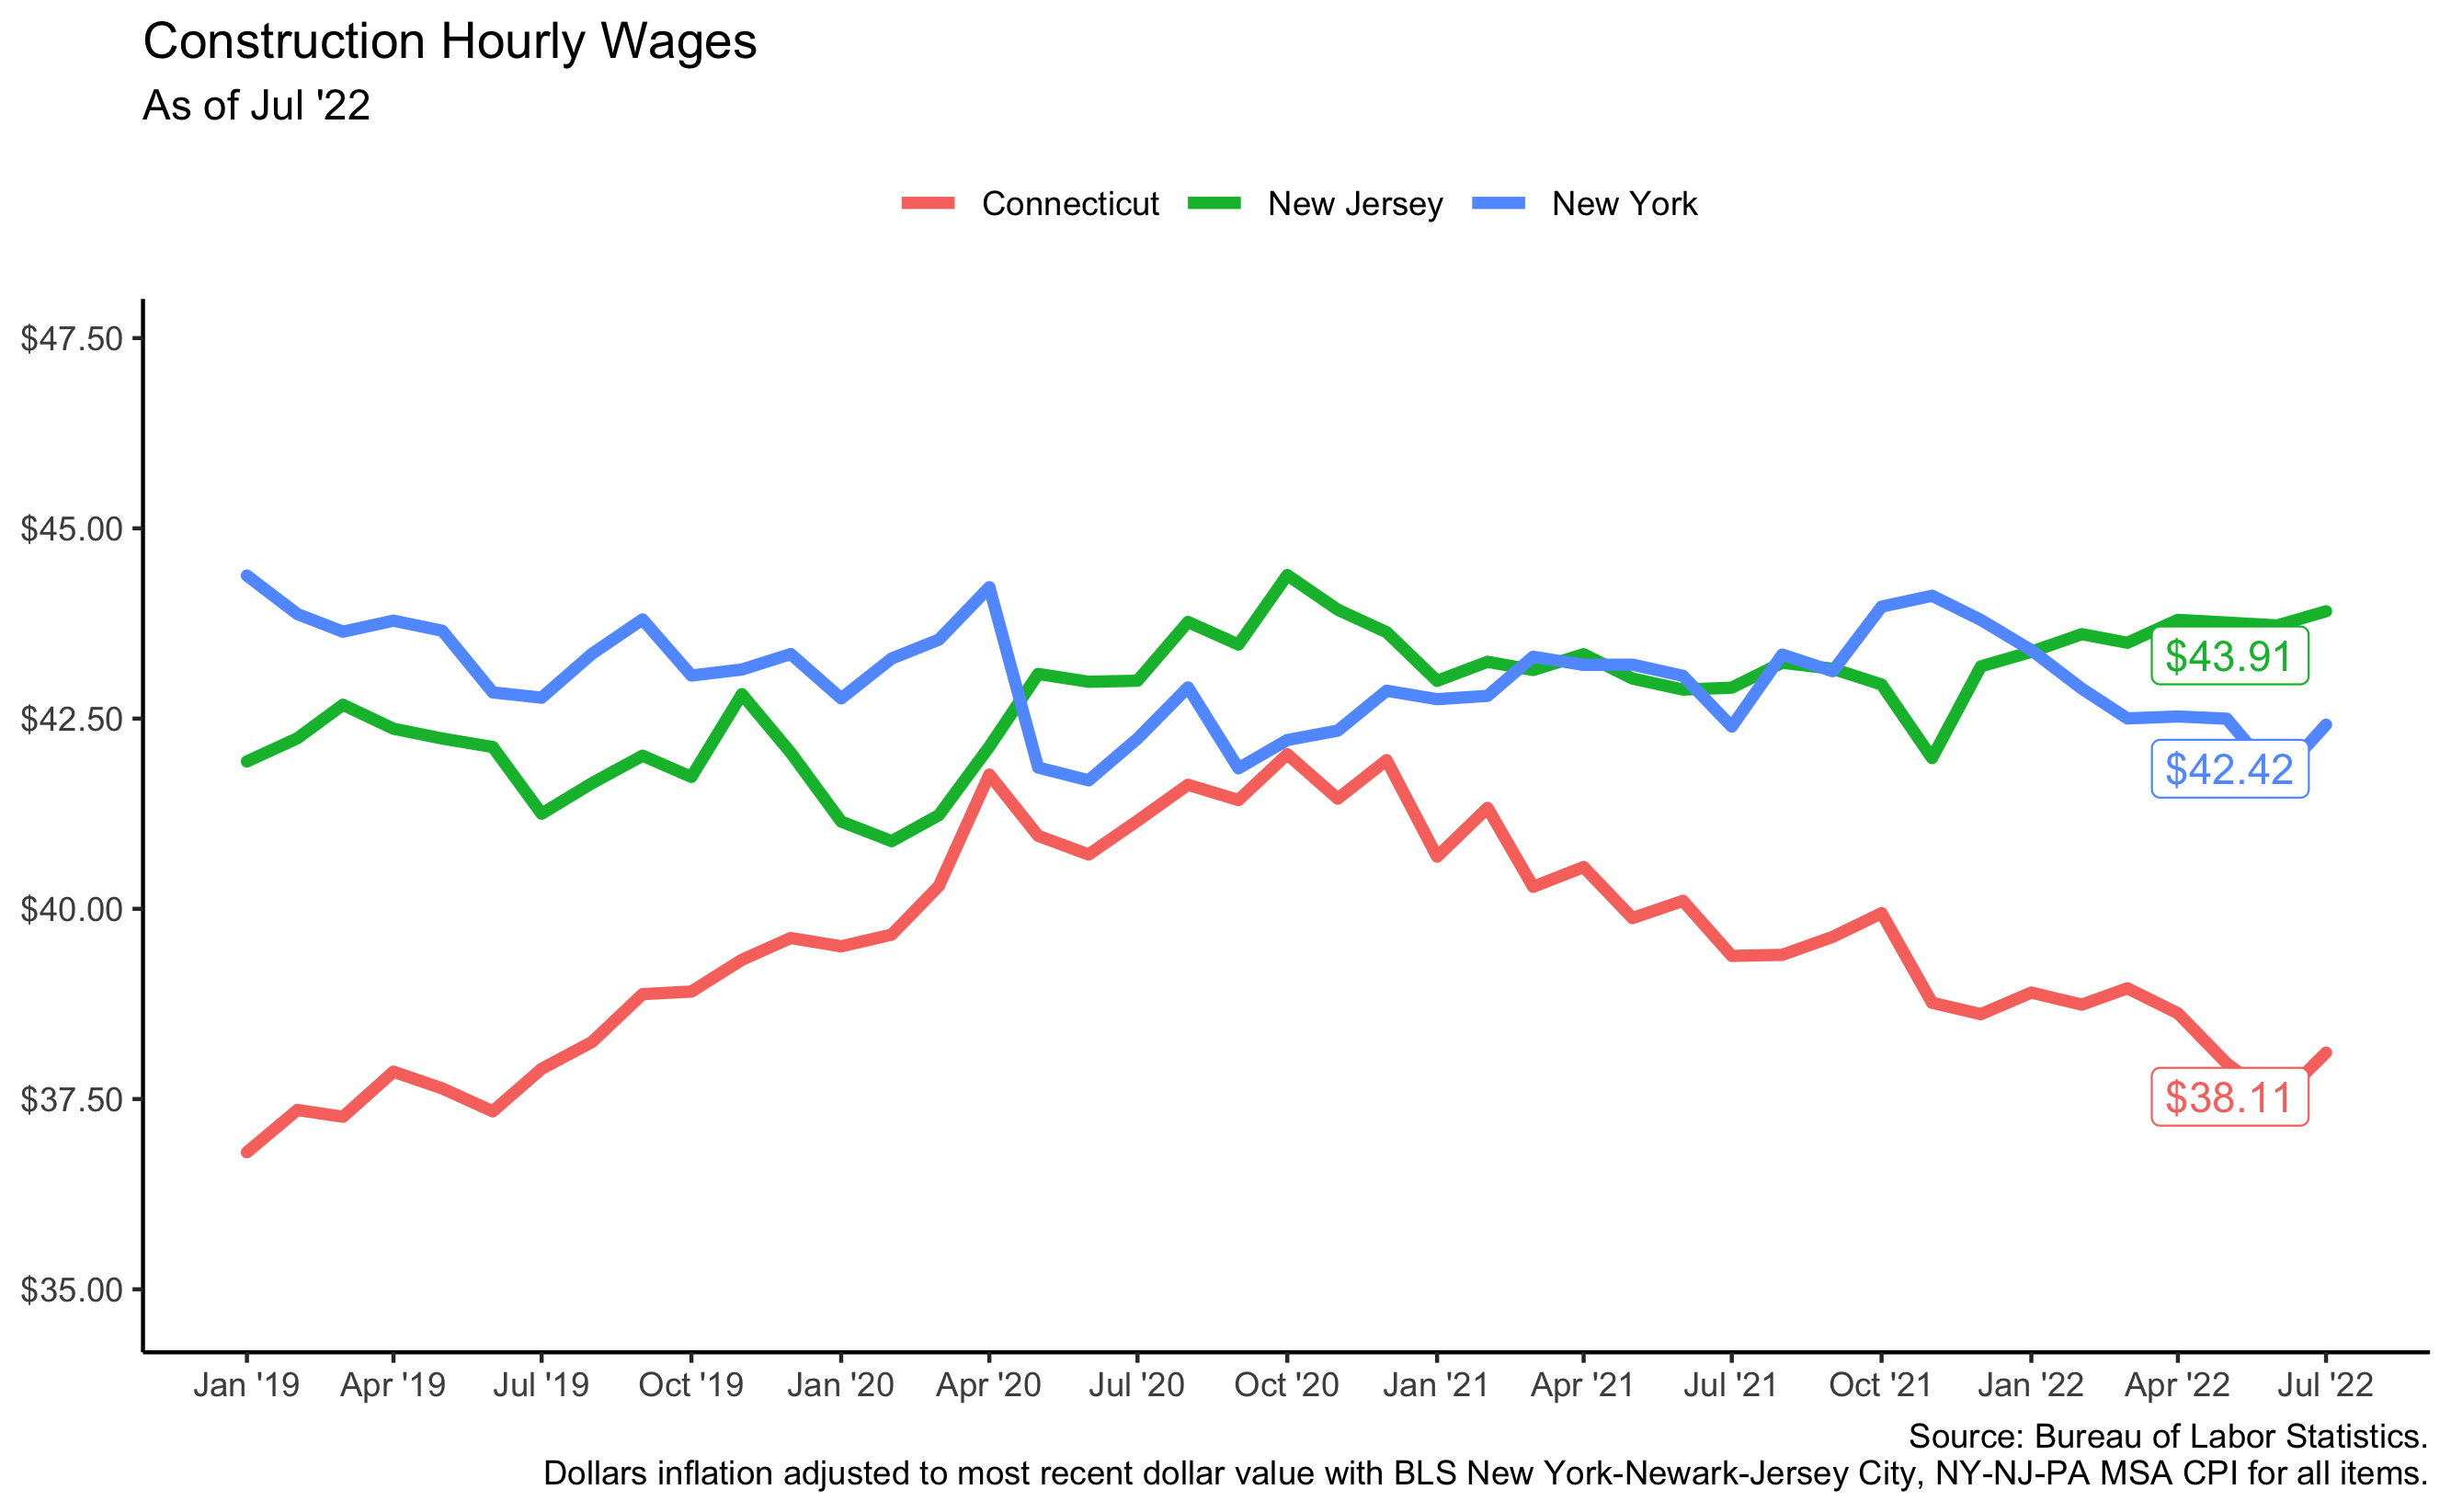 Construction Hourly Wages
As of Jul '22
Connecticut New Jersey New York
$47.50
$45.00
$42.50
$40.00
$37.50
$35.00
$43.91
$42.42
$38.11
Jan '19 Apr '19 Jul '19 Oct '19 Jan '20 Apr '20 Jul '20 Oct '20 Jan '21 Apr '21 Jul '21 Oct '21 Jan '22 Apr '22 Jul '22
Source: Bureau of Labor Statistics.
Dollars inflation adjusted to most recent dollar value with BLS New York-Newark-Jersey City, NY-NJ-PA MSA CPI for all items.